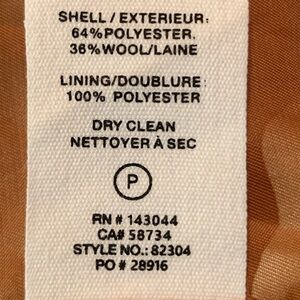 SHELL / EXTERIEUR:
64% POLYESTER.
36% WOOL/LAINE
LINING/DOUBLURE:
100% POLYESTER
DRY CLEAN
NETTOYER À SEC
P
RN # 143044
CA# 58734
STYLE NO.: 82304
PO # 28916